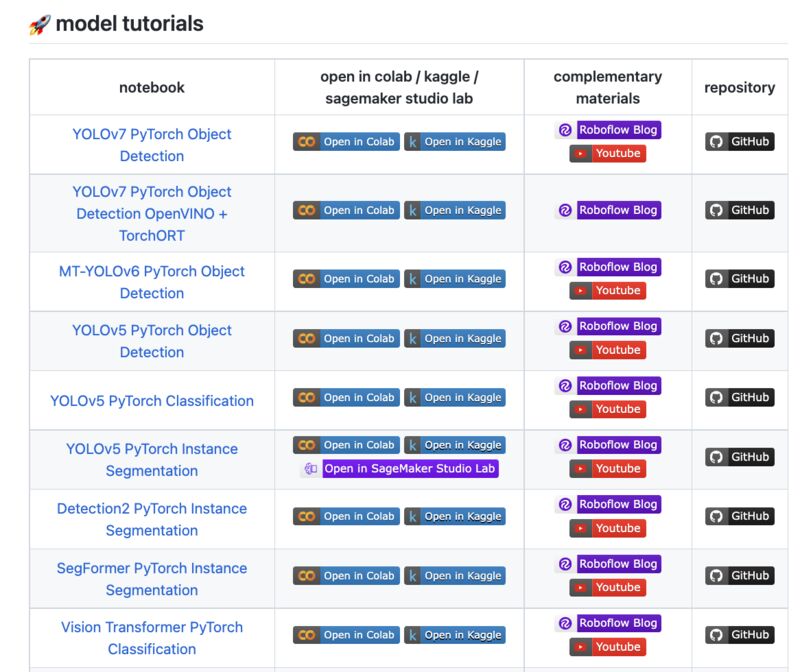 🚀 model tutorials
notebook
open in colab / kaggle /
sagemaker studio lab
complementary
materials
repository
YOLOv7 PyTorch Object
Detection
Open in Colab k Open in Kaggle
Roboflow Blog
Youtube
GitHub
YOLOv7 PyTorch Object
Detection OpenVINO +
TorchORT
Open in Colab k Open in Kaggle
Roboflow Blog
GitHub
MT-YOLOv6 PyTorch Object
Detection
Open in Colab k Open in Kaggle
Roboflow Blog
Youtube
GitHub
YOLOv5 PyTorch Object
Detection
Open in Colab k Open in Kaggle
Roboflow Blog
Youtube
GitHub
YOLOv5 PyTorch Classification
Open in Colab k Open in Kaggle
Roboflow Blog
Youtube
GitHub
YOLOv5 PyTorch Instance
Segmentation
Open in Colab k Open in Kaggle
Open in SageMaker Studio Lab
Roboflow Blog
Youtube
GitHub
Detection2 PyTorch Instance
Segmentation
Open in Colab k Open in Kaggle
Roboflow Blog
Youtube
GitHub
SegFormer PyTorch Instance
Segmentation
Open in Colab k Open in Kaggle
Roboflow Blog
Youtube
GitHub
Vision Transformer PyTorch
Classification
Open in Colab k Open in Kaggle
Roboflow Blog
Youtube
GitHub